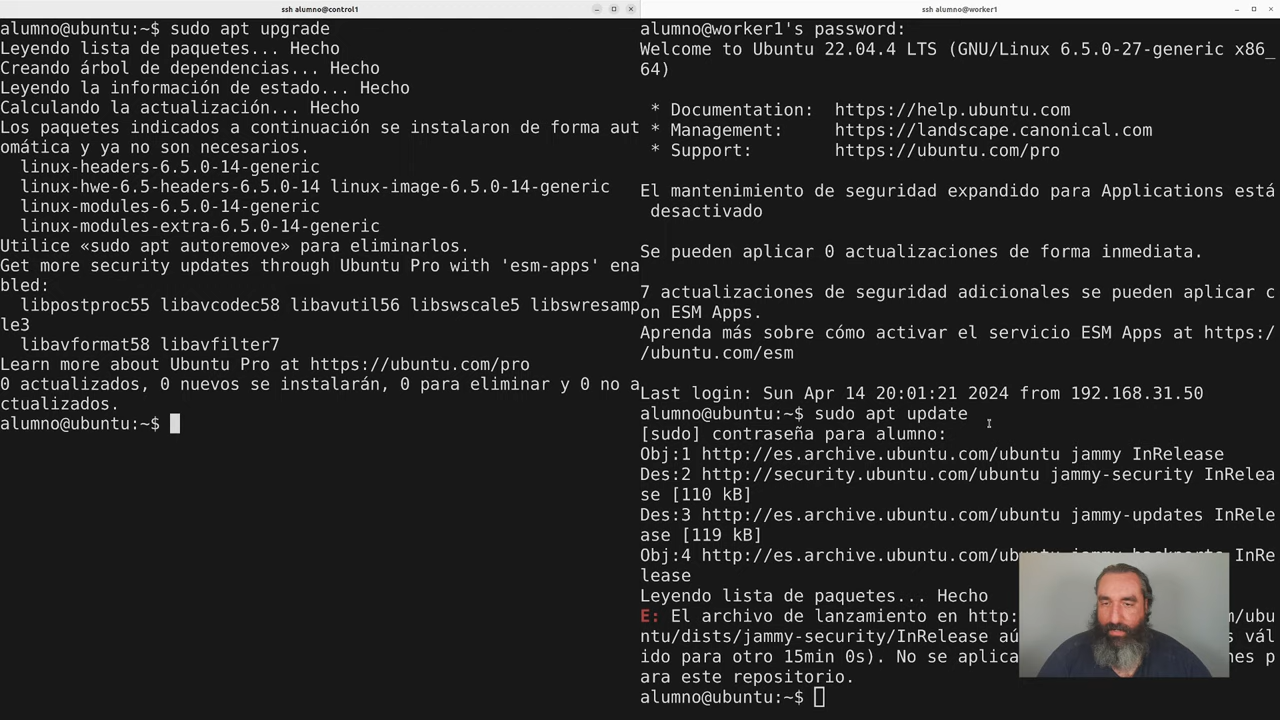 ssh alumno@control1
alumno@ubuntu:~$ sudo apt upgrade
Leyendo lista de paquetes... Hecho
Creando árbol de dependencias... Hecho
Leyendo la información de estado... Hecho
Calculando la actualización... Hecho
Los paquetes indicados a continuación se instalaron de forma aut
omática y ya no son necesarios.
linux-headers-6.5.0-14-generic
linux-hwe-6.5-headers-6.5.0-14 linux-image-6.5.0-14-generic
linux-modules-6.5.0-14-generic
linux-modules-extra-6.5.0-14-generic
Utilice «sudo apt autoremove» para eliminarlos.
Get more security updates through Ubuntu Pro with 'esm-apps' ena
bled:
libpostproc55 libavcodec58 libavutil56 libswscale5 libswresamp
le3
libavformat58 libavfilter7
Learn more about Ubuntu Pro at https://ubuntu.com/pro
0 actualizados, 0 nuevos se instalarán, 0 para eliminar y 0 no a
ctualizados.
alumno@ubuntu:~$
ssh alumno@worker1
alumno@worker1's password:
Welcome to Ubuntu 22.04.4 LTS (GNU/Linux 6.5.0-27-generic x86_
64)
* Documentation:  https://help.ubuntu.com
* Management:     https://landscape.canonical.com
* Support:        https://ubuntu.com/pro
El mantenimiento de seguridad expandido para Applications está
desactivado
Se pueden aplicar 0 actualizaciones de forma inmediata.
7 actualizaciones de seguridad adicionales se pueden aplicar c
on ESM Apps.
Aprenda más sobre cómo activar el servicio ESM Apps at https:/
/ubuntu.com/esm
Last login: Sun Apr 14 20:01:21 2024 from 192.168.31.50
alumno@ubuntu:~$ sudo apt update
[sudo] contraseña para alumno:
Obj:1 http://es.archive.ubuntu.com/ubuntu jammy InRelease
Des:2 http://security.ubuntu.com/ubuntu jammy-security InRelea
se [110 kB]
Des:3 http://es.archive.ubuntu.com/ubuntu jammy-updates InRele
ase [119 kB]
Obj:4 http://es.archive.ubuntu.com/ubuntu jammy-backports InRe
lease
Leyendo lista de paquetes... Hecho
E: El archivo de lanzamiento en http: m/ubu
ntu/dists/jammy-security/InRelease vál
ido para otro 15min 0s). No se aplica p
ara este repositorio.
alumno@ubuntu:~$